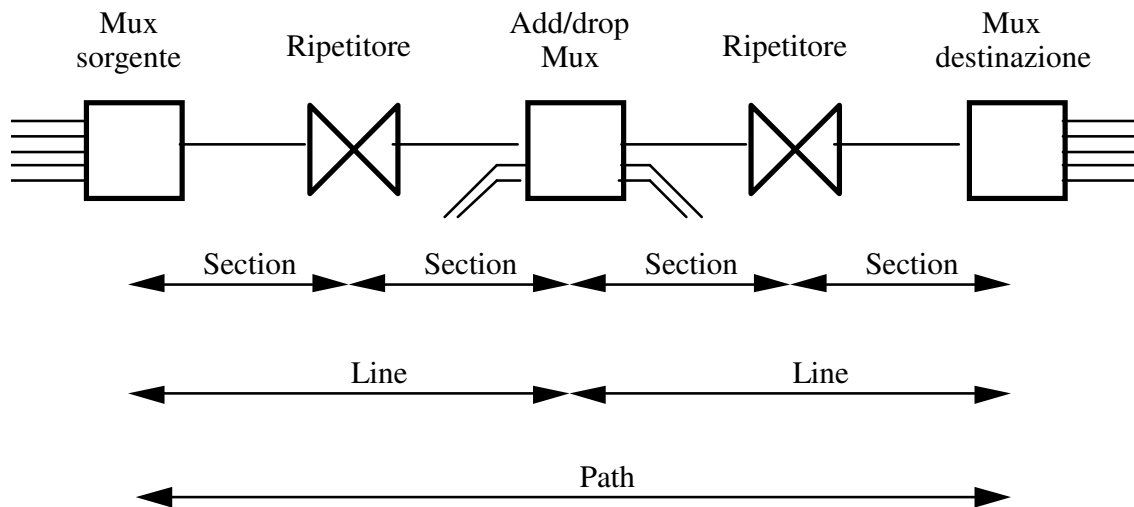 Mux
sorgente
Ripetitore
Add/drop
Mux
Ripetitore
Mux
destinazione
Section
Section
Section
Section
Line
Line
Path